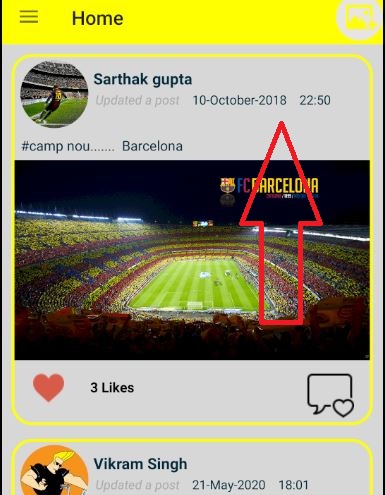 Home
Sarthak gupta
Updated a post 10-October-2018 22:50
#camp nou....... Barcelona
FC BARCELONA
3 Likes
Vikram Singh
Updated a post 21-May-2020 18:01